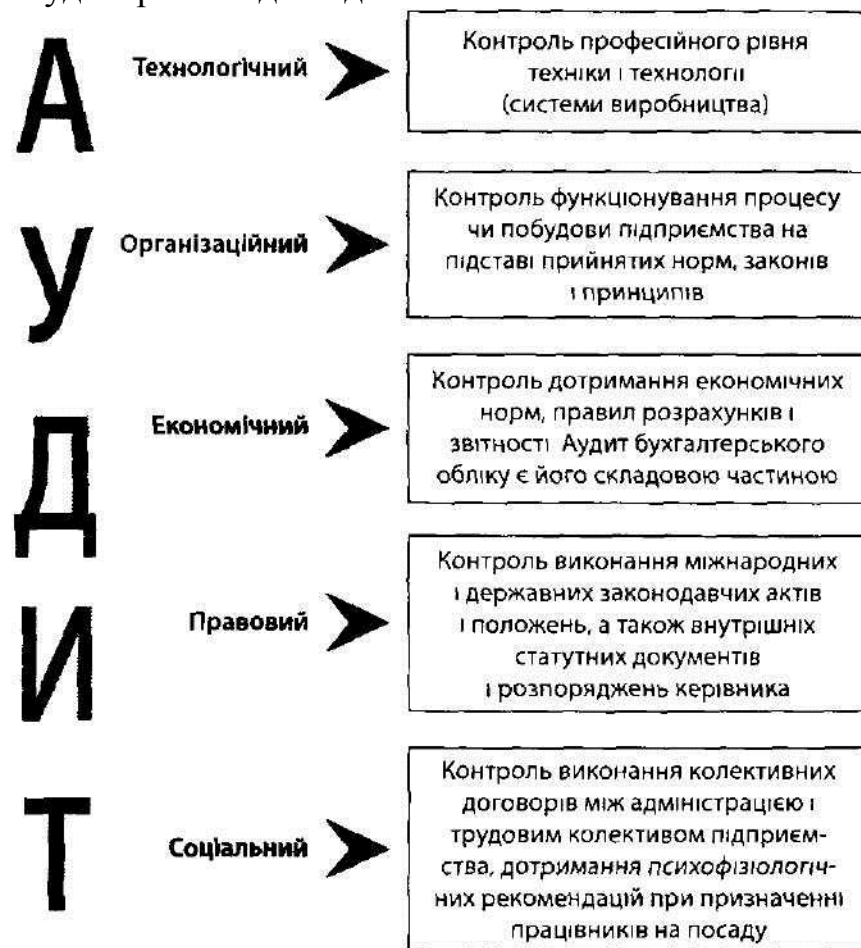 А
Технологічний
Контроль професійного рівня
техніки і технології
(системи виробництва)
У
Організаційний
Контроль функціонування процесу
чи побудови підприємства на
підставі прийнятих норм, законів
і принципів
Д
Економічний
Контроль дотримання економічних
норм, правил розрахунків і
звітності Аудит бухгалтерського
обліку є його складовою частиною
И
Правовий
Контроль виконання міжнародних
і державних законодавчих актів
і положень, а також внутрішніх
статутних документів
і розпоряджень керівника
Т
Соціальний
Контроль виконання колективних
договорів між адміністрацією і
трудовим колективом підприєм-
ства, дотримання психофізіологіч-
них рекомендацій при призначенні
працівників на посаду